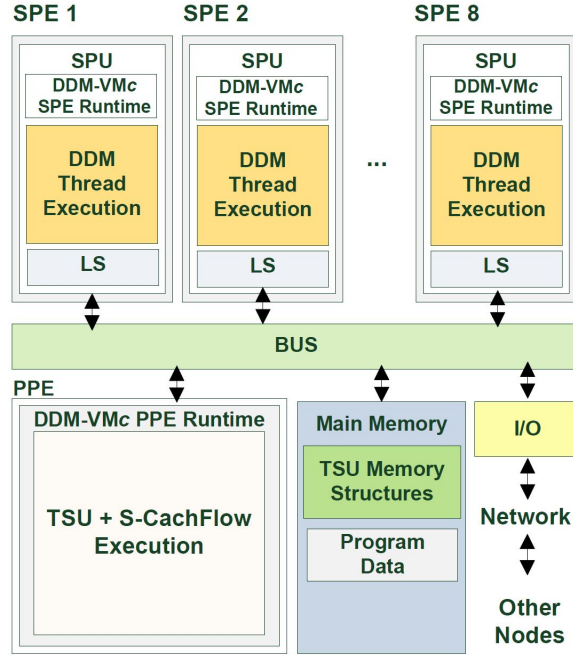 SPE 1
SPE 2
SPE 8
SPU
DDM-VMc
SPE Runtime
DDM
Thread
Execution
LS
SPU
DDM-VMc
SPE Runtime
DDM
Thread
Execution
LS
...
SPU
DDM-VMc
SPE Runtime
DDM
Thread
Execution
LS
BUS
PPE
DDM-VMc PPE Runtime
TSU + S-CachFlow
Execution
Main Memory
TSU Memory
Structures
Program
Data
I/O
Network
Other
Nodes